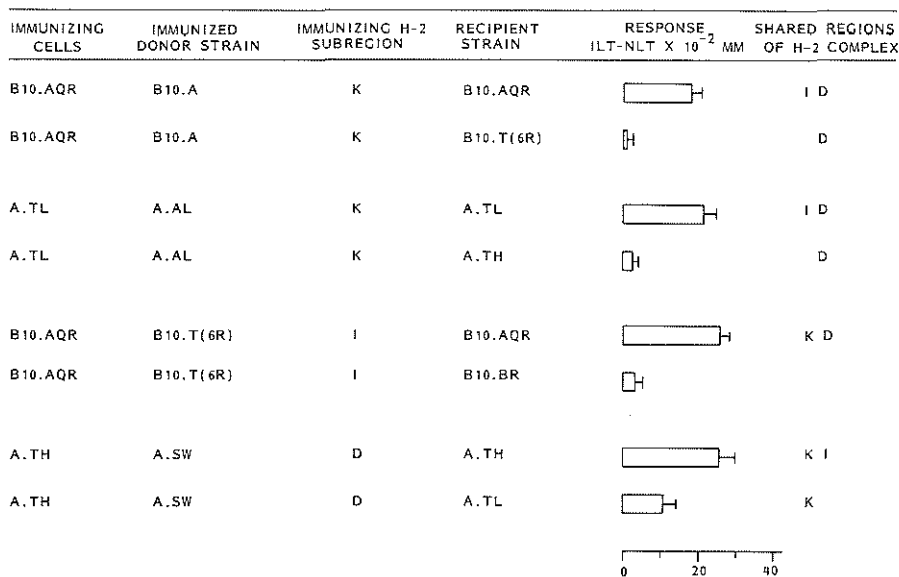 IMMUNIZING CELLS IMMUNIZED DONOR STRAIN IMMUNIZING H-2 SUBREGION RECIPIENT STRAIN RESPONSE ILT-NLT X 10⁻² MM SHARED REGIONS OF H-2 COMPLEX
B10.AQR B10.A K B10.AQR I D
B10.AQR B10.A K B10.T(6R) D
A.TL A.AL K A.TL I D
A.TL A.AL K A.TH D
B10.AQR B10.T(6R) I B10.AQR K D
B10.AQR B10.T(6R) I B10.BR
A.TH A.SW D A.TH K I
A.TH A.SW D A.TL K
0 20 40